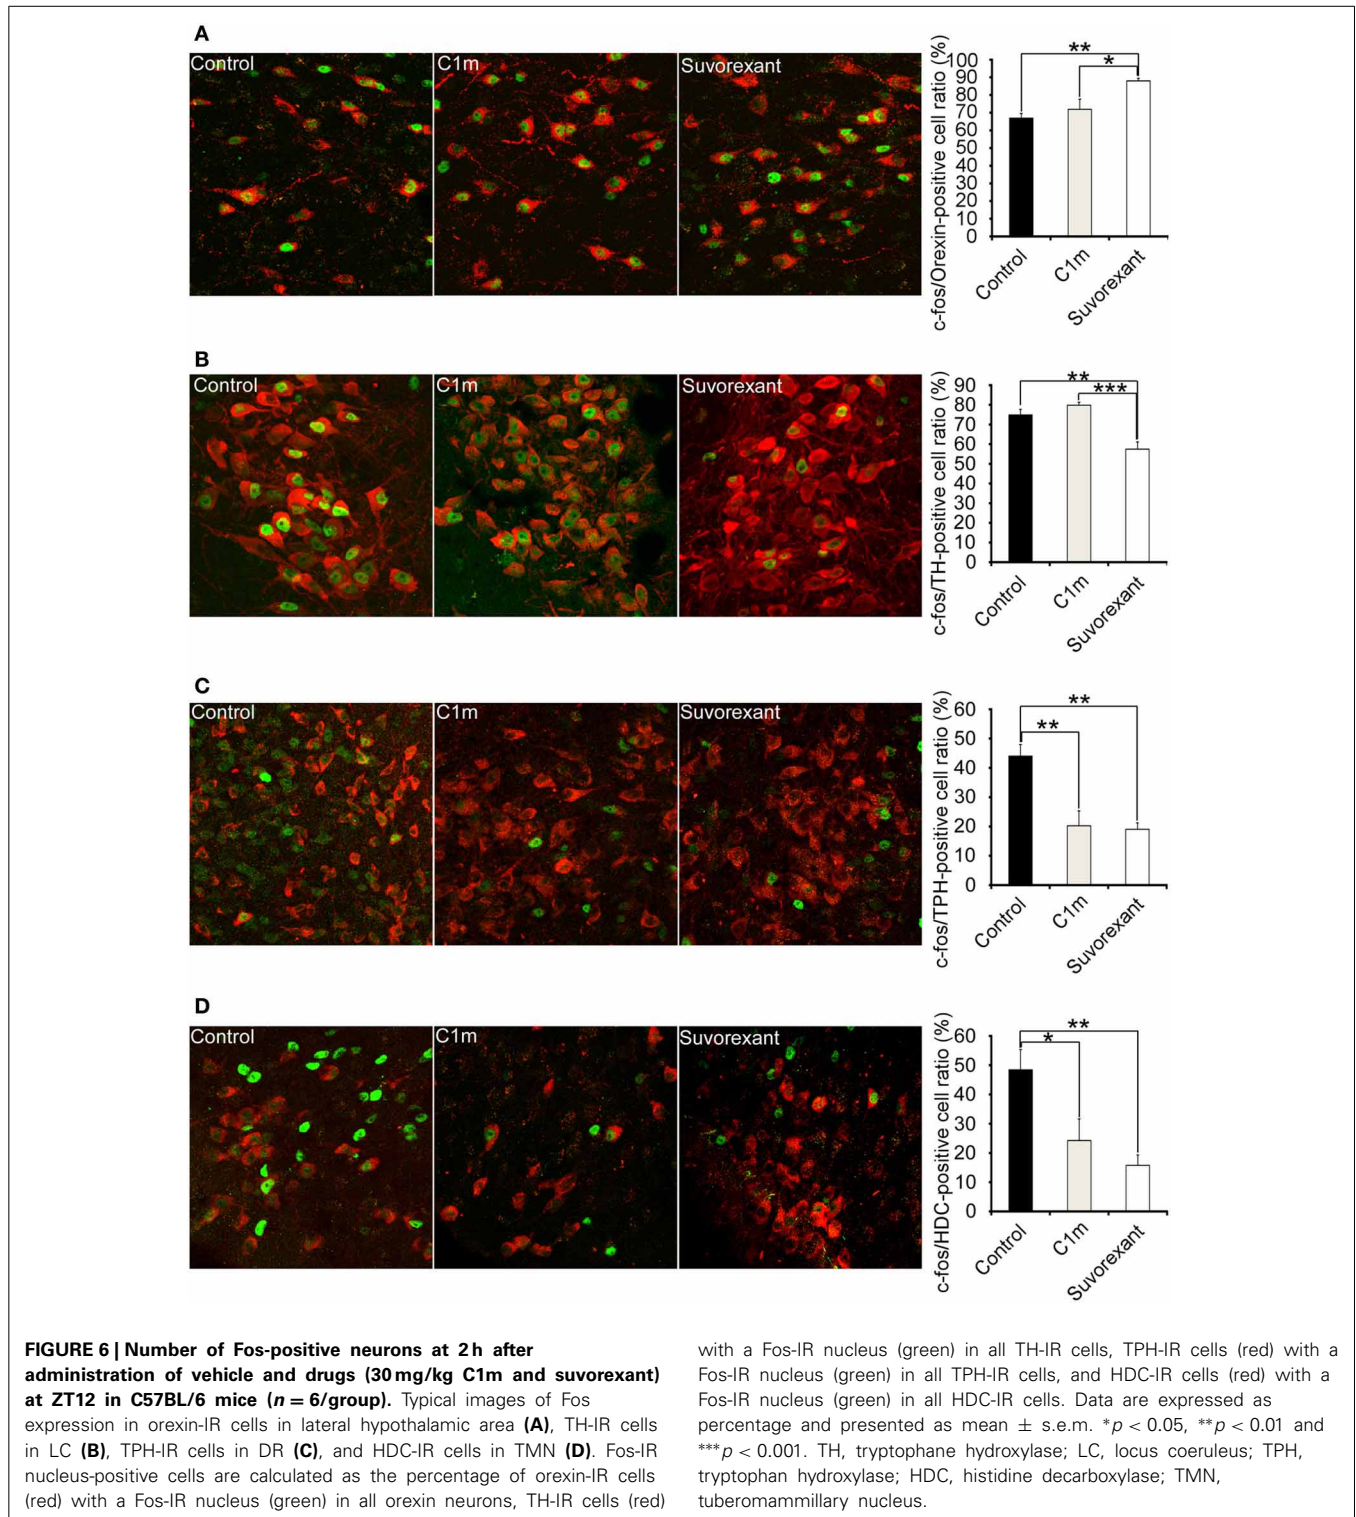 A
Control
C1m
Suvorexant
c-fos/Orexin-positive cell ratio (%)
100
90
80
70
60
50
40
30
20
10
0
**
*
Control
C1m
Suvorexant
B
Control
C1m
Suvorexant
c-fos/TH-positive cell ratio (%)
90
80
70
60
50
40
30
20
10
0
**
***
Control
C1m
Suvorexant
C
Control
C1m
Suvorexant
c-fos/TPH-positive cell ratio (%)
60
50
40
30
20
10
0
**
**
Control
C1m
Suvorexant
D
Control
C1m
Suvorexant
c-fos/HDC-positive cell ratio (%)
60
50
40
30
20
10
0
**
*
Control
C1m
Suvorexant
FIGURE 6 | Number of Fos-positive neurons at 2 h after
administration of vehicle and drugs (30 mg/kg C1m and suvorexant)
at ZT12 in C57BL/6 mice (n = 6/group). Typical images of Fos
expression in orexin-IR cells in lateral hypothalamic area (A), TH-IR cells
in LC (B), TPH-IR cells in DR (C), and HDC-IR cells in TMN (D). Fos-IR
nucleus-positive cells are calculated as the percentage of orexin-IR cells
(red) with a Fos-IR nucleus (green) in all orexin neurons, TH-IR cells (red)
with a Fos-IR nucleus (green) in all TH-IR cells, TPH-IR cells (red) with a
Fos-IR nucleus (green) in all TPH-IR cells, and HDC-IR cells (red) with a
Fos-IR nucleus (green) in all HDC-IR cells. Data are expressed as
percentage and presented as mean ± s.e.m. *p < 0.05, **p < 0.01 and
***p < 0.001. TH, tryptophane hydroxylase; LC, locus coeruleus; TPH,
tryptophan hydroxylase; HDC, histidine decarboxylase; TMN,
tuberomammillary nucleus.